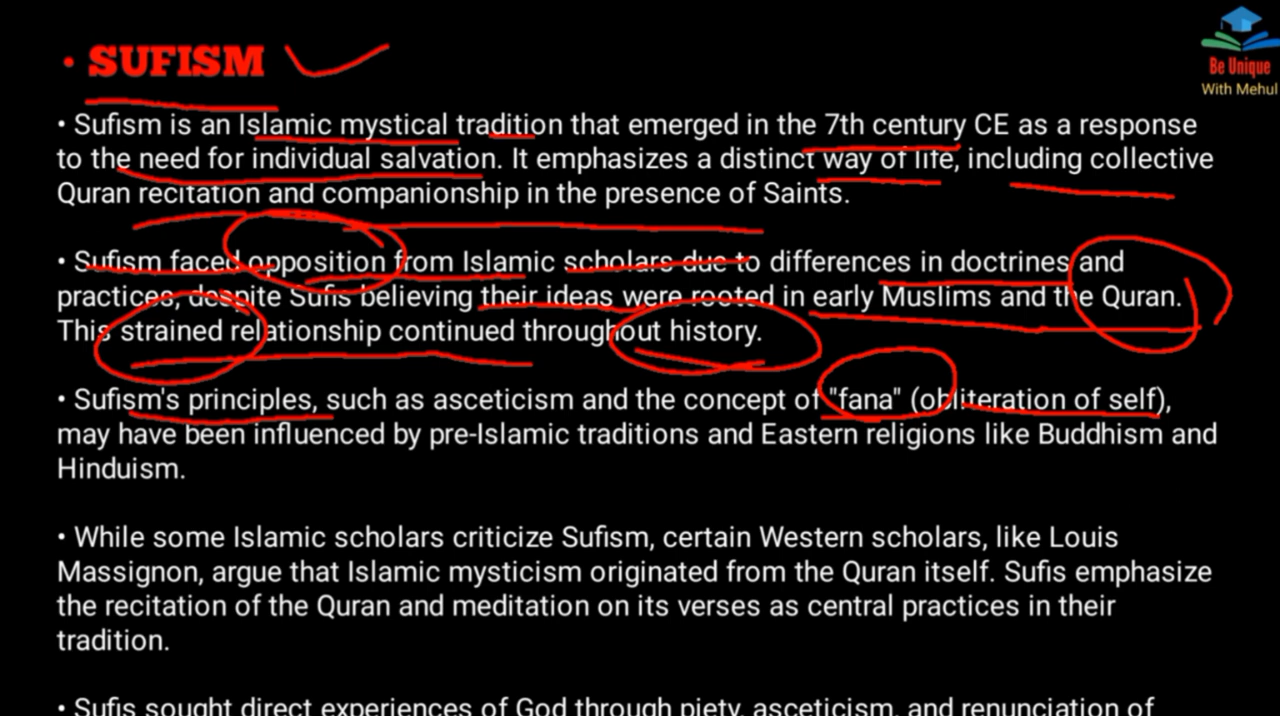 • SUFISM
Be Unique
With Mehul
• Sufism is an Islamic mystical tradition that emerged in the 7th century CE as a response
to the need for individual salvation. It emphasizes a distinct way of life, including collective
Quran recitation and companionship in the presence of Saints.
• Sufism faced opposition from Islamic scholars due to differences in doctrines and
practices, despite Sufis believing their ideas were rooted in early Muslims and the Quran.
This strained relationship continued throughout history.
• Sufism's principles, such as asceticism and the concept of "fana" (obliteration of self),
may have been influenced by pre-Islamic traditions and Eastern religions like Buddhism and
Hinduism.
• While some Islamic scholars criticize Sufism, certain Western scholars, like Louis
Massignon, argue that Islamic mysticism originated from the Quran itself. Sufis emphasize
the recitation of the Quran and meditation on its verses as central practices in their
tradition.
• Sufis sought direct experiences of God through piety, asceticism, and renunciation of